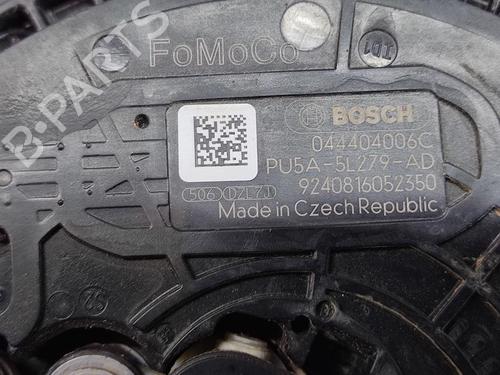 FoMoCo
B-PARTS
BOSCH
044404006C
PU5A-5L279-AD
9240816052350
Made in Czech Republic